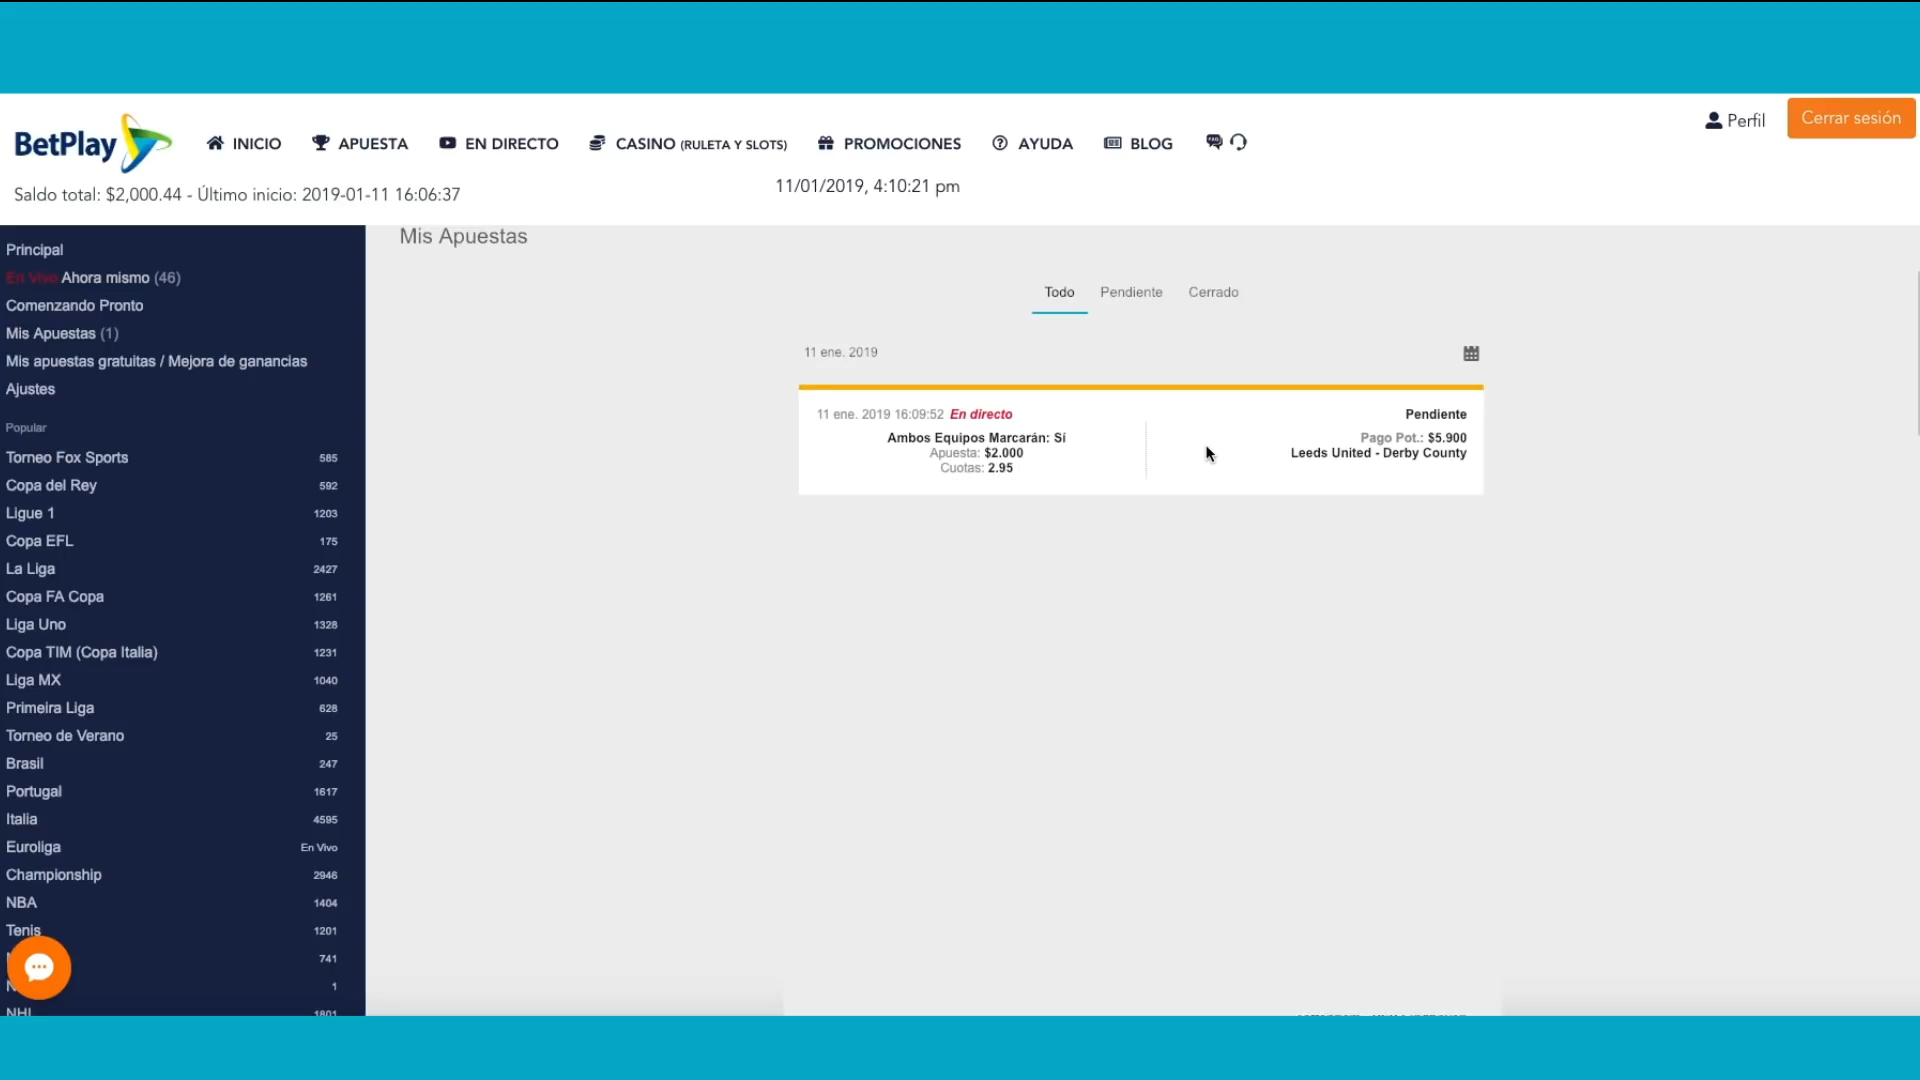 Perfil
Cerrar sesión
BetPlay
INICIO
APUESTA
EN DIRECTO
CASINO (RULETA Y SLOTS)
PROMOCIONES
AYUDA
BLOG
Saldo total: $2,000.44 - Último inicio: 2019-01-11 16:06:37
11/01/2019, 4:10:21 pm
Principal
En Vivo Ahora mismo (46)
Comenzando Pronto
Mis Apuestas (1)
Mis apuestas gratuitas / Mejora de ganancias
Ajustes
Popular
Torneo Fox Sports 585
Copa del Rey 592
Ligue 1 1203
Copa EFL 175
La Liga 2427
Copa FA Copa 1261
Liga Uno 1328
Copa TIM (Copa Italia) 1231
Liga MX 1040
Primeira Liga 628
Torneo de Verano 25
Brasil 247
Portugal 1617
Italia 4595
Euroliga En Vivo
Championship 2946
NBA 1404
Tenis 1201
741
1
NHL 1801
Mis Apuestas
Todo
Pendiente
Cerrado
11 ene. 2019
11 ene. 2019 16:09:52 En directo
Ambos Equipos Marcarán: Sí
Apuesta: $2.000
Cuotas: 2.95
Pendiente
Pago Pot.: $5.900
Leeds United - Derby County